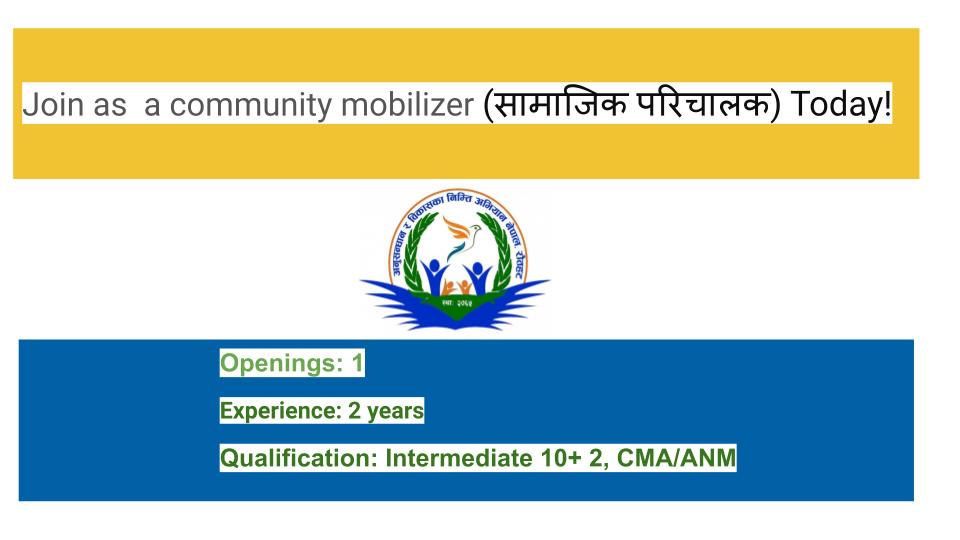 Join as  a community mobilizer (सामाजिक परिचालक) Today!
अनुसन्धान र विकासका निम्ति अभियान नेपाल, रौतहट
स्था: २०६५
Openings: 1
Experience: 2 years
Qualification: Intermediate 10+ 2, CMA/ANM